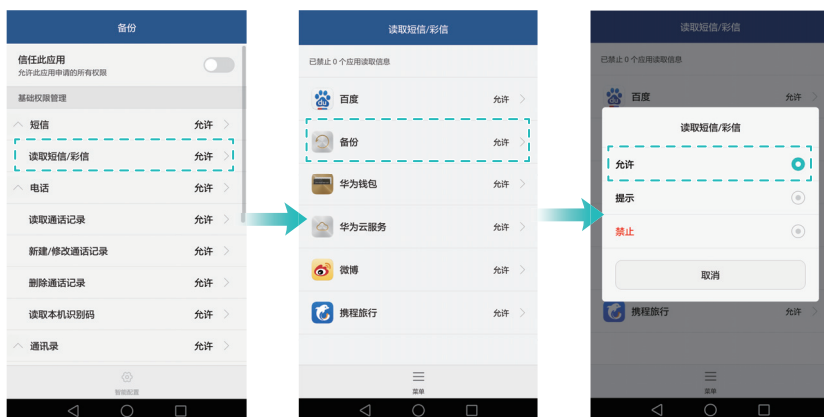 备份
信任此应用
允许此应用申请的所有权限
基础权限管理
短信 允许
读取短信/彩信 允许
电话 允许
读取通话记录 允许
新建/修改通话记录 允许
删除通话记录 允许
读取本机识别码 允许
通讯录 允许
智能配置
读取短信/彩信
已禁止 0 个应用读取信息
百度 允许
备份 允许
华为钱包 允许
华为云服务 允许
微博 允许
携程旅行 允许
菜单
读取短信/彩信
已禁止 0 个应用读取信息
百度 允许
读取短信/彩信
允许
提示
禁止
取消
携程旅行 允许
菜单